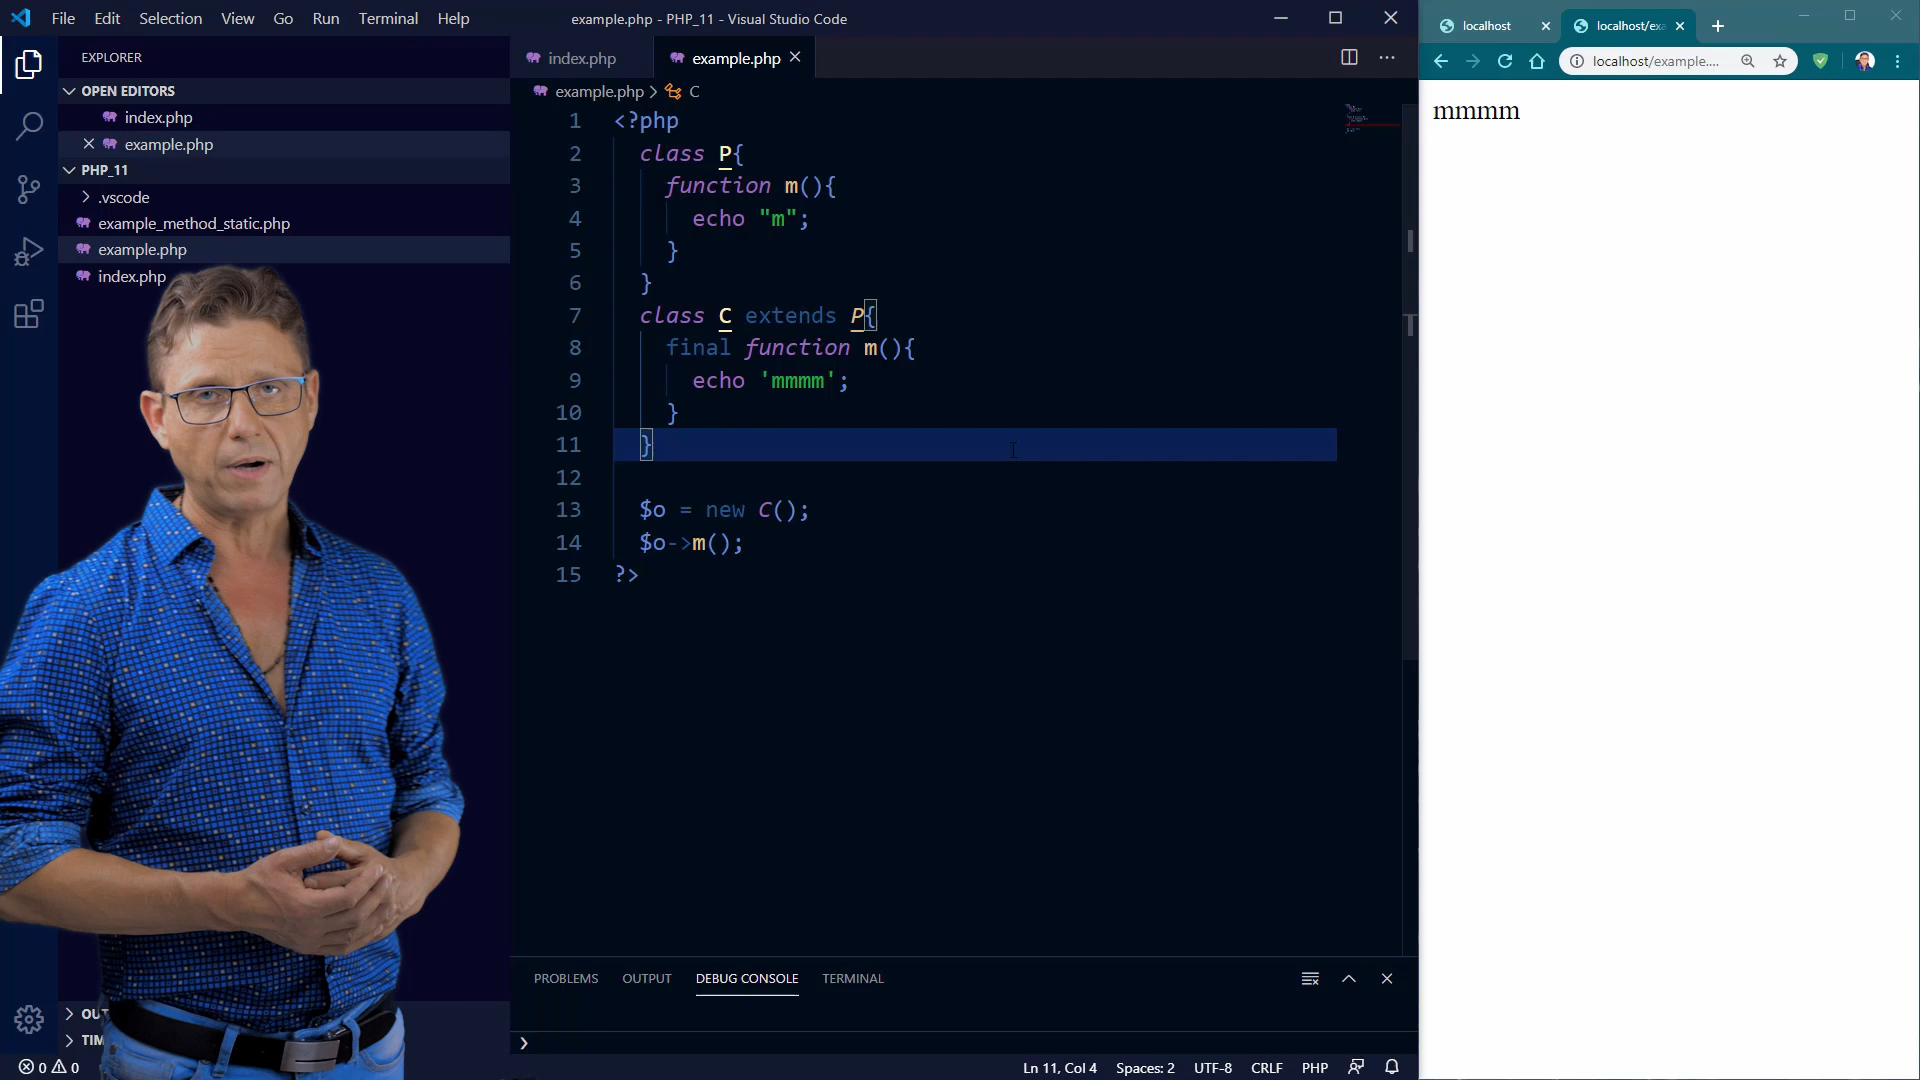 File Edit Selection View Go Run Terminal Help
example.php - PHP_11 - Visual Studio Code
EXPLORER
OPEN EDITORS
index.php
example.php
PHP_11
.vscode
example_method_static.php
example.php
index.php
index.php
example.php
example.php > C
1 <?php
2 class P{
3 function m(){
4 echo "m";
5 }
6 }
7 class C extends P{
8 final function m(){
9 echo 'mmmm';
10 }
11 }
12
13 $o = new C();
14 $o->m();
15 ?>
PROBLEMS OUTPUT DEBUG CONSOLE TERMINAL
0 0
Ln 11, Col 4 Spaces: 2 UTF-8 CRLF PHP
localhost
localhost/exa
localhost/example....
mmmm